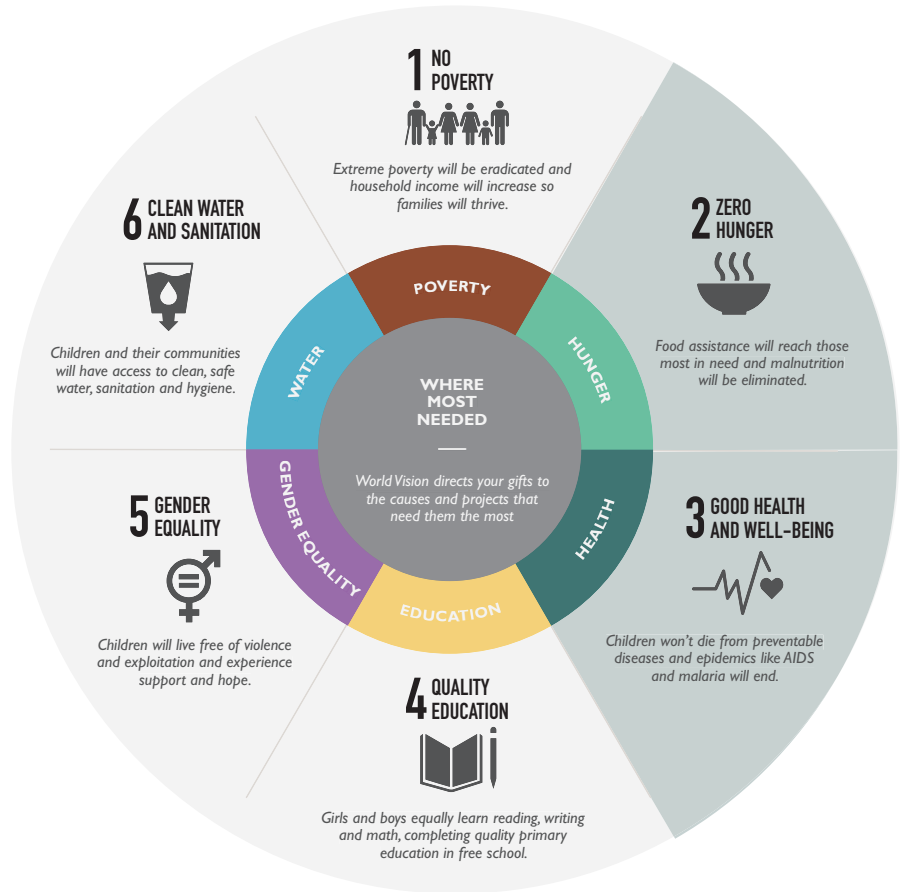 1 NO
POVERTY
Extreme poverty will be eradicated and
household income will increase so
families will thrive.
2 ZERO
HUNGER
Food assistance will reach those
most in need and malnutrition
will be eliminated.
3 GOOD HEALTH
AND WELL-BEING
Children won't die from preventable
diseases and epidemics like AIDS
and malaria will end.
4 QUALITY
EDUCATION
Girls and boys equally learn reading, writing
and math, completing quality primary
education in free school.
5 GENDER
EQUALITY
Children will live free of violence
and exploitation and experience
support and hope.
6 CLEAN WATER
AND SANITATION
Children and their communities
will have access to clean, safe
water, sanitation and hygiene.
POVERTY
HUNGER
HEALTH
EDUCATION
GENDER EQUALITY
WATER
WHERE
MOST
NEEDED
World Vision directs your gifts to
the causes and projects that
need them the most